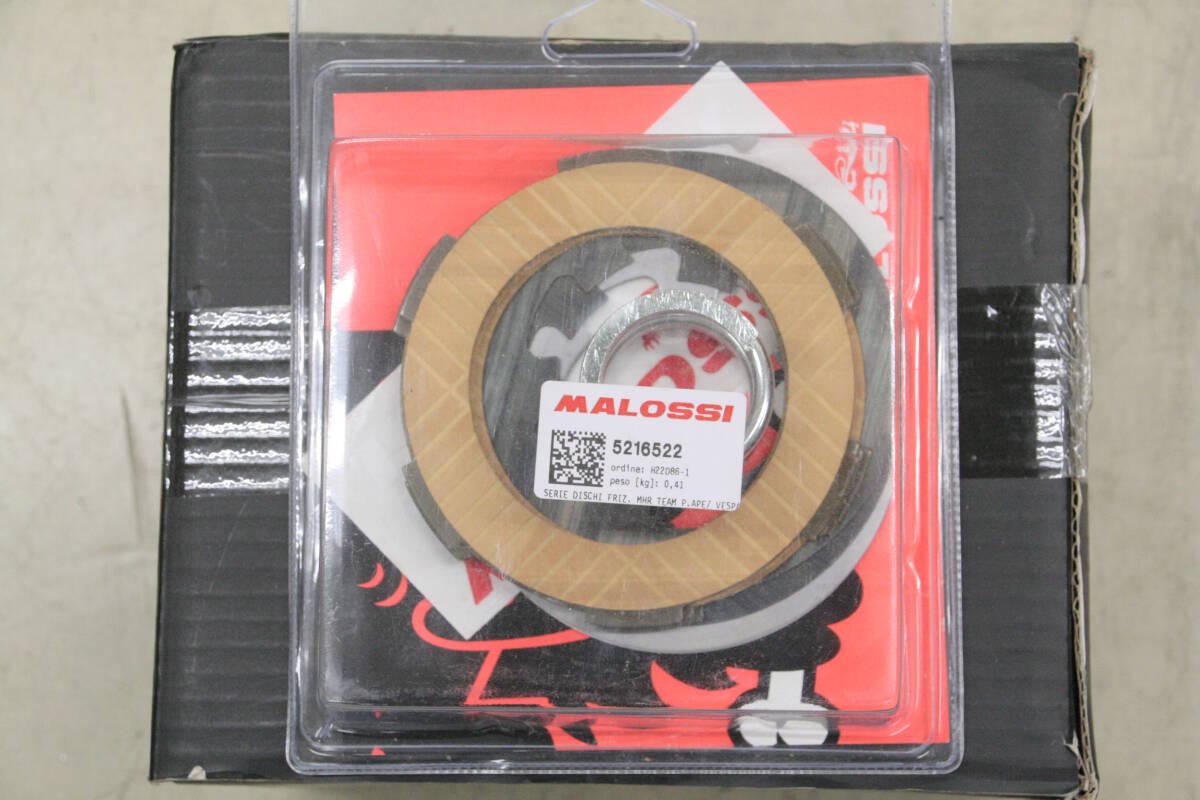 MALOSSI
5216522
ordine: H22086-1
peso [kg]: 0,41
SERIE DISCHI FRIZ. MHR TEAM P.APE/ VESPA